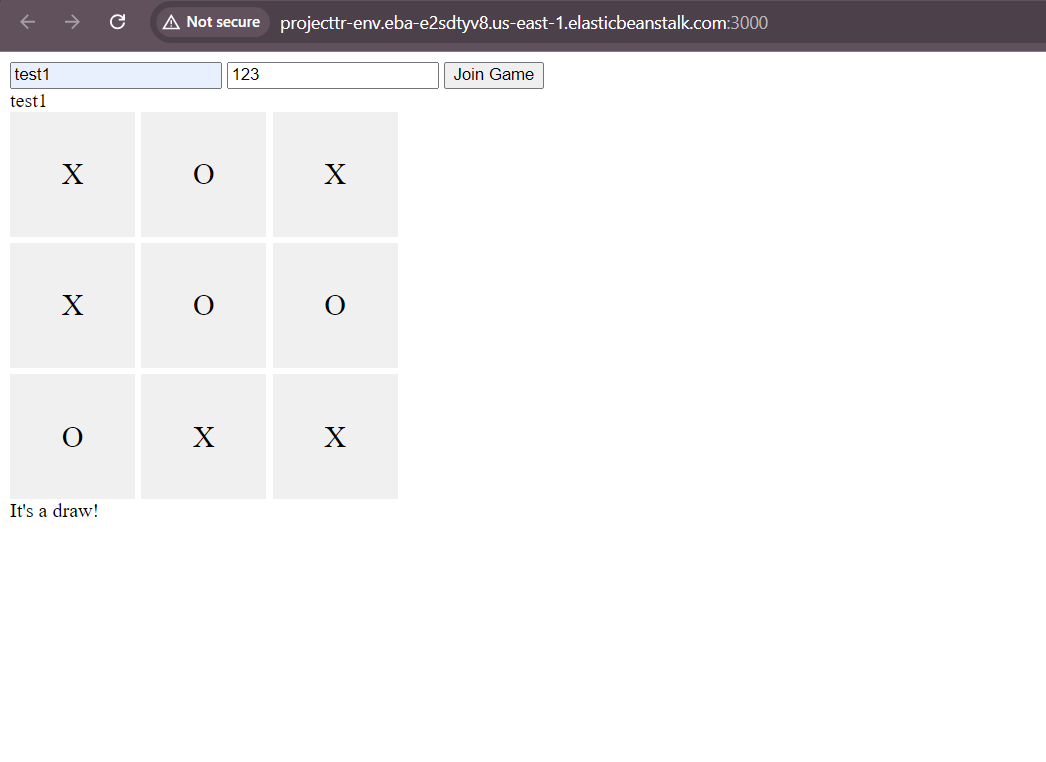 Not secure projecttr-env.eba-e2sdtyv8.us-east-1.elasticbeanstalk.com:3000
test1 123 Join Game
test1
X O X
X O O
O X X
It's a draw!